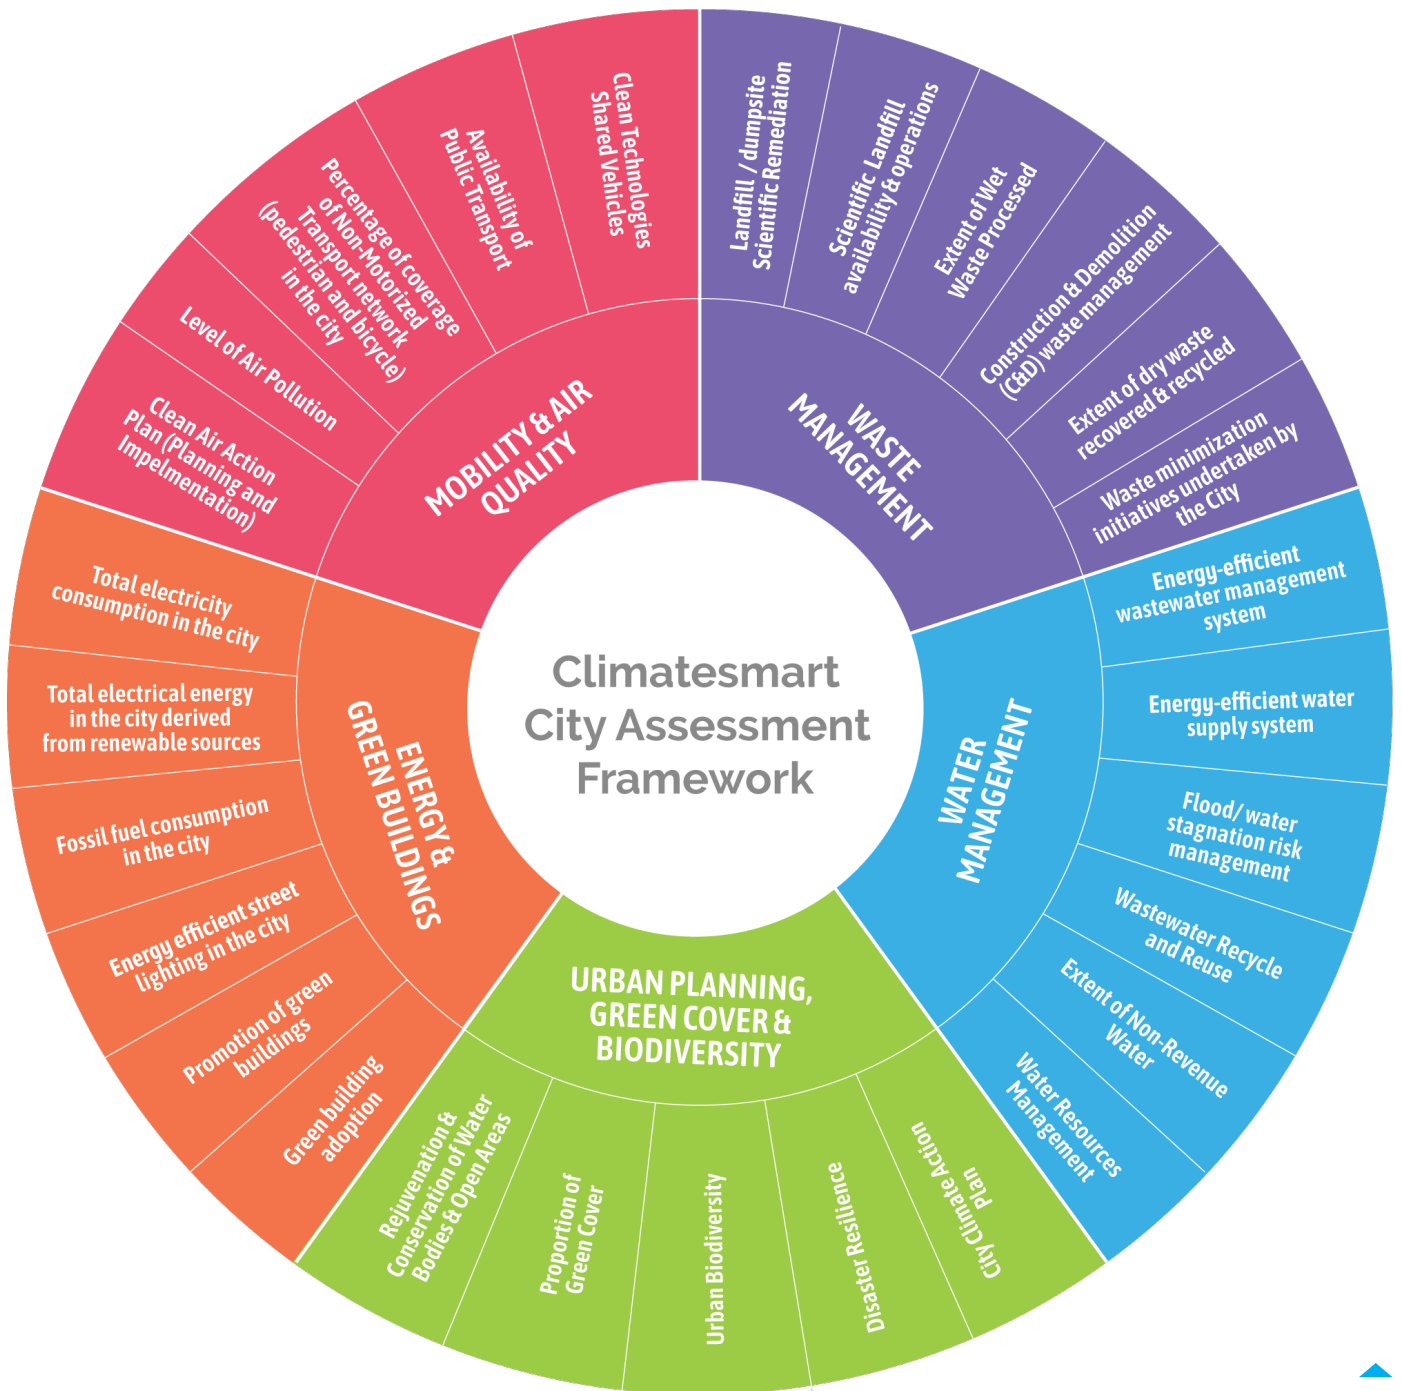 Climatesmart
City Assessment
Framework
WASTE
MANAGEMENT
Landfill / dumpsite
Scientific Remediation
Scientific Landfill
availability & operations
Extent of Wet
Waste Processed
Construction & Demolition
(C&D) waste management
Extent of dry waste
recovered & recycled
Waste minimization
initiatives undertaken by
the City
WATER
MANAGEMENT
Energy-efficient
wastewater management
system
Energy-efficient water
supply system
Flood/ water
stagnation risk
management
Wastewater Recycle
and Reuse
Extent of Non-Revenue
Water
Water Resources
Management
URBAN PLANNING,
GREEN COVER &
BIODIVERSITY
City Climate Action
Plan
Disaster Resilience
Urban Biodiversity
Proportion of
Green Cover
Rejuvenation &
Conservation of Water
Bodies & Open Areas
ENERGY &
GREEN BUILDINGS
Green building
adoption
Promotion of green
buildings
Energy efficient street
lighting in the city
Fossil fuel consumption
in the city
Total electrical energy
in the city derived
from renewable sources
Total electricity
consumption in the city
MOBILITY & AIR
QUALITY
Clean Air Action
Plan (Planning and
Impelmentation)
Level of Air Pollution
Percentage of coverage
of Non-Motorized
Transport network
(pedestrian and bicycle)
in the city
Availability of
Public Transport
Clean Technologies
Shared Vehicles